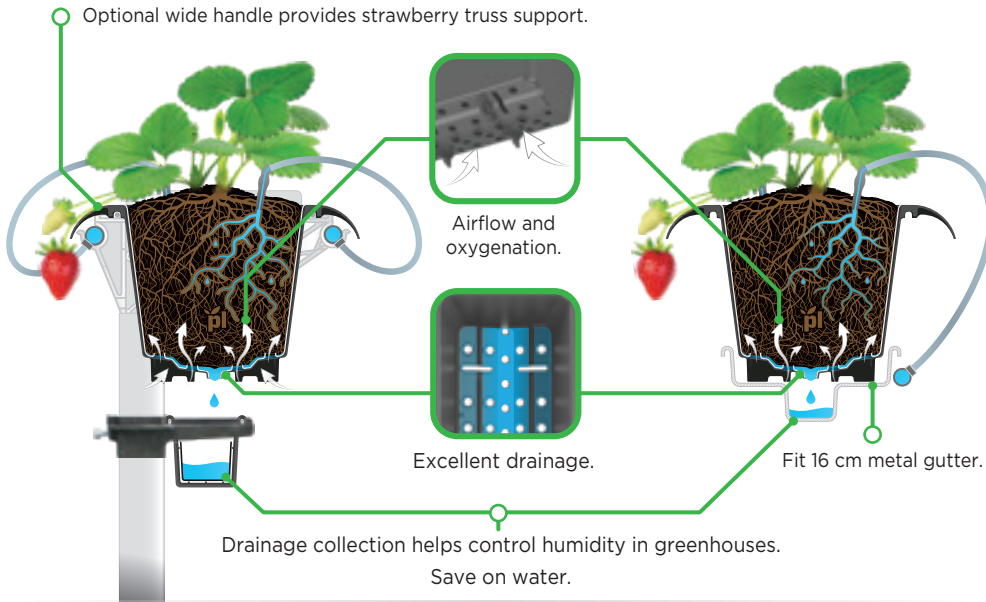 Optional wide handle provides strawberry truss support.
Airflow and
oxygenation.
pl
pl
Excellent drainage.
Fit 16 cm metal gutter.
Drainage collection helps control humidity in greenhouses.
Save on water.